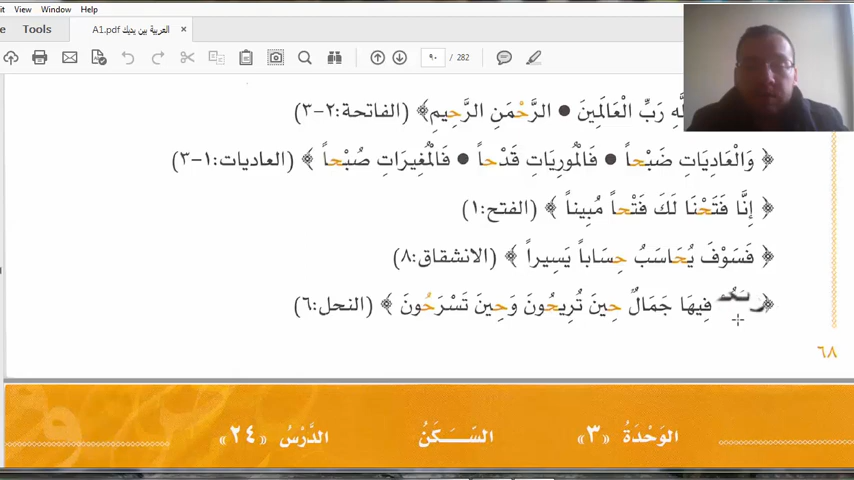 it View Window Help
e Tools العربية بين يديك A1.pdf ×
٩٠ / 282
لَّهِ رَبِّ الْعَالَمِينَ ● الرَّحْمَنِ الرَّحِيمِ﴾ (الفاتحة:٢-٣)
﴿ وَالْعَادِيَاتِ ضَبْحاً ● فَالْمُورِيَاتِ قَدْحاً ● فَالْمُغِيرَاتِ صُبْحاً ﴾ (العاديات:١-٣)
﴿ إِنَّا فَتَحْنَا لَكَ فَتْحاً مُبِيناً ﴾ (الفتح:١)
﴿ فَسَوْفَ يُحَاسَبُ حِسَاباً يَسِيراً ﴾ (الانشقاق:٨)
﴿ فِيهَا جَمَالٌ حِينَ تُرِيحُونَ وَحِينَ تَسْرَحُونَ ﴾ (النحل:٦)
٦٨
الوَحْدَةُ «٣» السَّـــكَنُ الدَّرْسُ «٢٤»